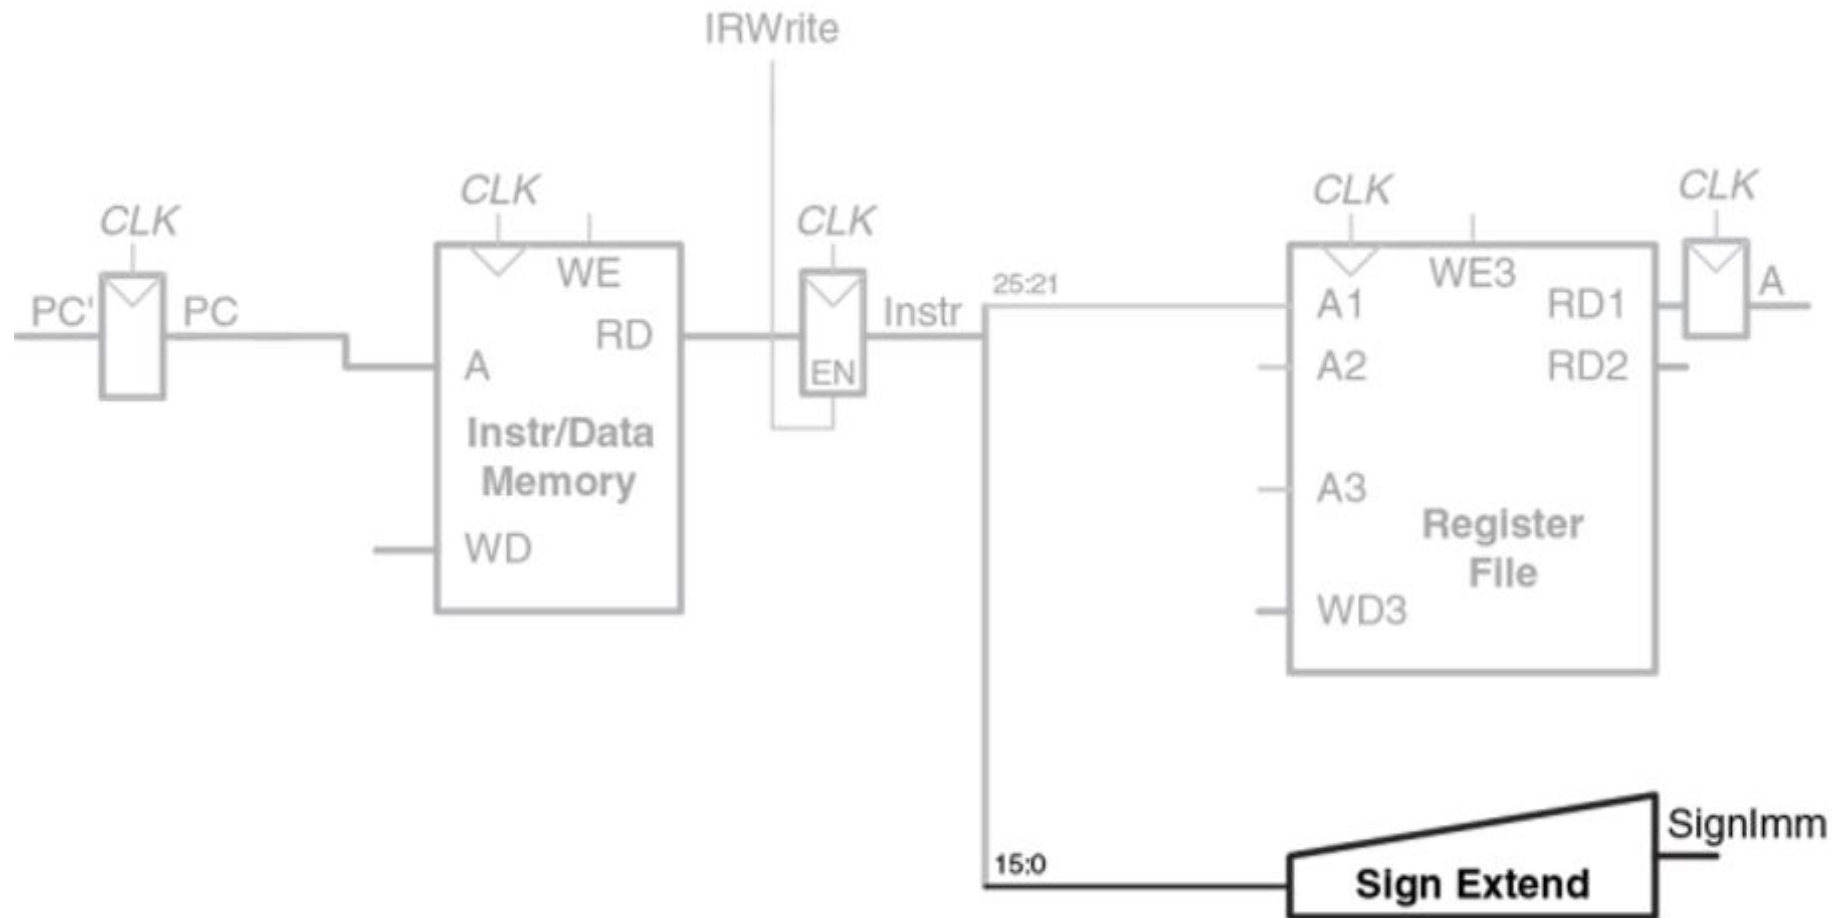 IRWrite
CLK
CLK
CLK
CLK
CLK
PC'
PC
WE
RD
A
Instr/Data
Memory
WD
EN
Instr
25:21
A1
WE3
RD1
A
A2
RD2
A3
Register
File
WD3
15:0
Sign Extend
SignImm